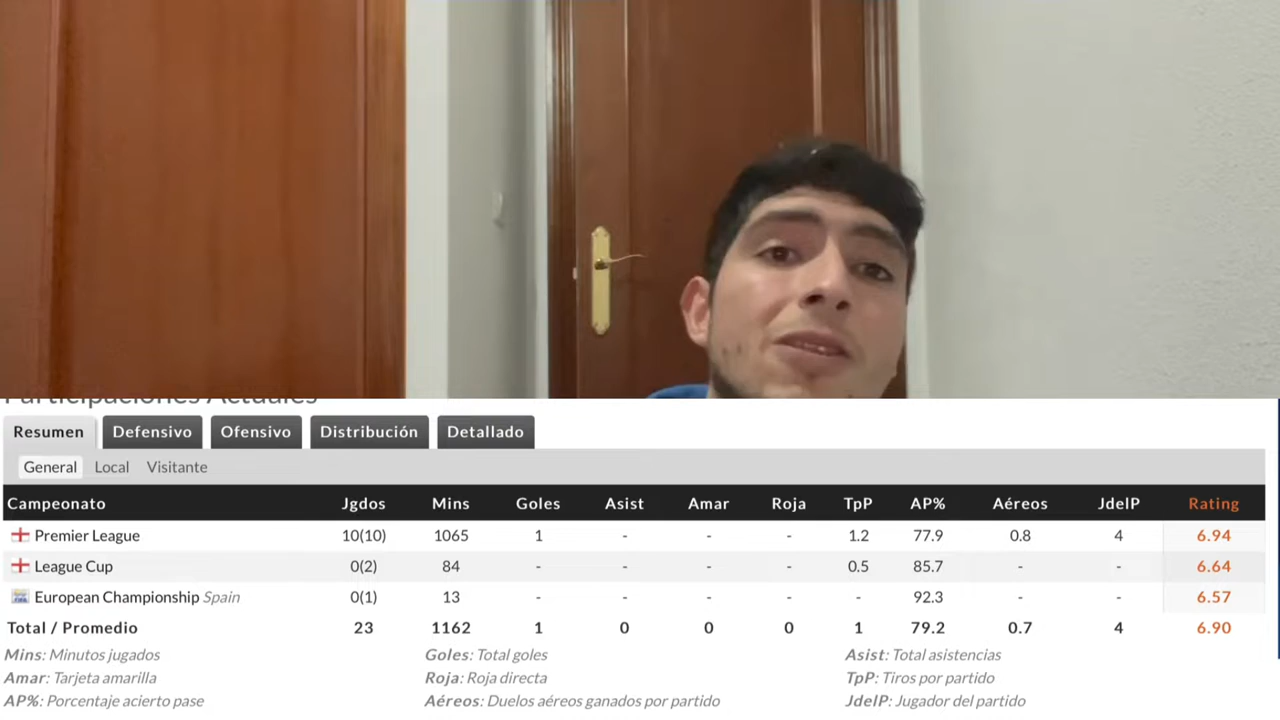 Participaciones Actuales
Resumen Defensivo Ofensivo Distribución Detallado
General Local Visitante
Campeonato Jgdos Mins Goles Asist Amar Roja TpP AP% Aéreos JdelP Rating
Premier League 10(10) 1065 1 - - - 1.2 77.9 0.8 4 6.94
League Cup 0(2) 84 - - - - 0.5 85.7 - - 6.64
European Championship Spain 0(1) 13 - - - - - 92.3 - - 6.57
Total / Promedio 23 1162 1 0 0 0 1 79.2 0.7 4 6.90
Mins: Minutos jugados Goles: Total goles Asist: Total asistencias
Amar: Tarjeta amarilla Roja: Roja directa TpP: Tiros por partido
AP%: Porcentaje acierto pase Aéreos: Duelos aéreos ganados por partido JdelP: Jugador del partido